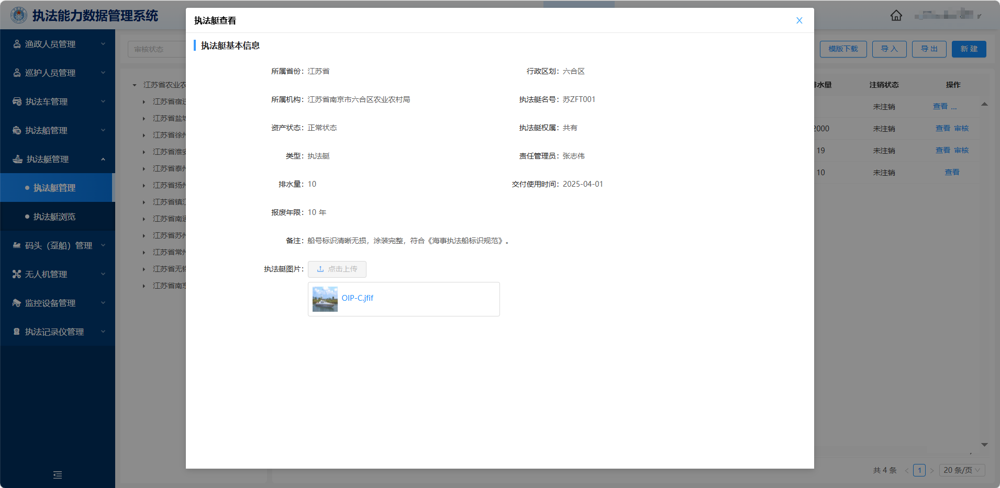 执法能力数据管理系统
渔政人员管理
巡护人员管理
执法车管理
执法船管理
执法艇管理
执法艇管理
执法艇浏览
码头（趸船）管理
无人机管理
监控设备管理
执法记录仪管理
审核状态
模版下载
导 入
导 出
新 建
江苏省农业农
江苏省宿迁
江苏省盐城
江苏省徐州
江苏省淮安
江苏省泰州
江苏省扬州
江苏省镇江
江苏省南通
江苏省苏州
江苏省常州
江苏省无锡
江苏省南京
执法艇查看
X
执法艇基本信息
所属省份： 江苏省 行政区划： 六合区
所属机构： 江苏省南京市六合区农业农村局 执法艇名号： 苏ZFT001
资产状态： 正常状态 执法艇权属： 共有
类型： 执法艇 责任管理员： 张志伟
排水量： 10 交付使用时间： 2025-04-01
报废年限： 10 年
备注： 船号标识清晰无损，涂装完整，符合《海事执法船标识规范》。
执法艇图片： 点击上传
OIP-C.jfif
排水量 注销状态 操作
未注销 查看 ...
2000 未注销 查看 审核
19 未注销 查看 审核
10 未注销 查看
共 4 条 < 1 > 20 条/页